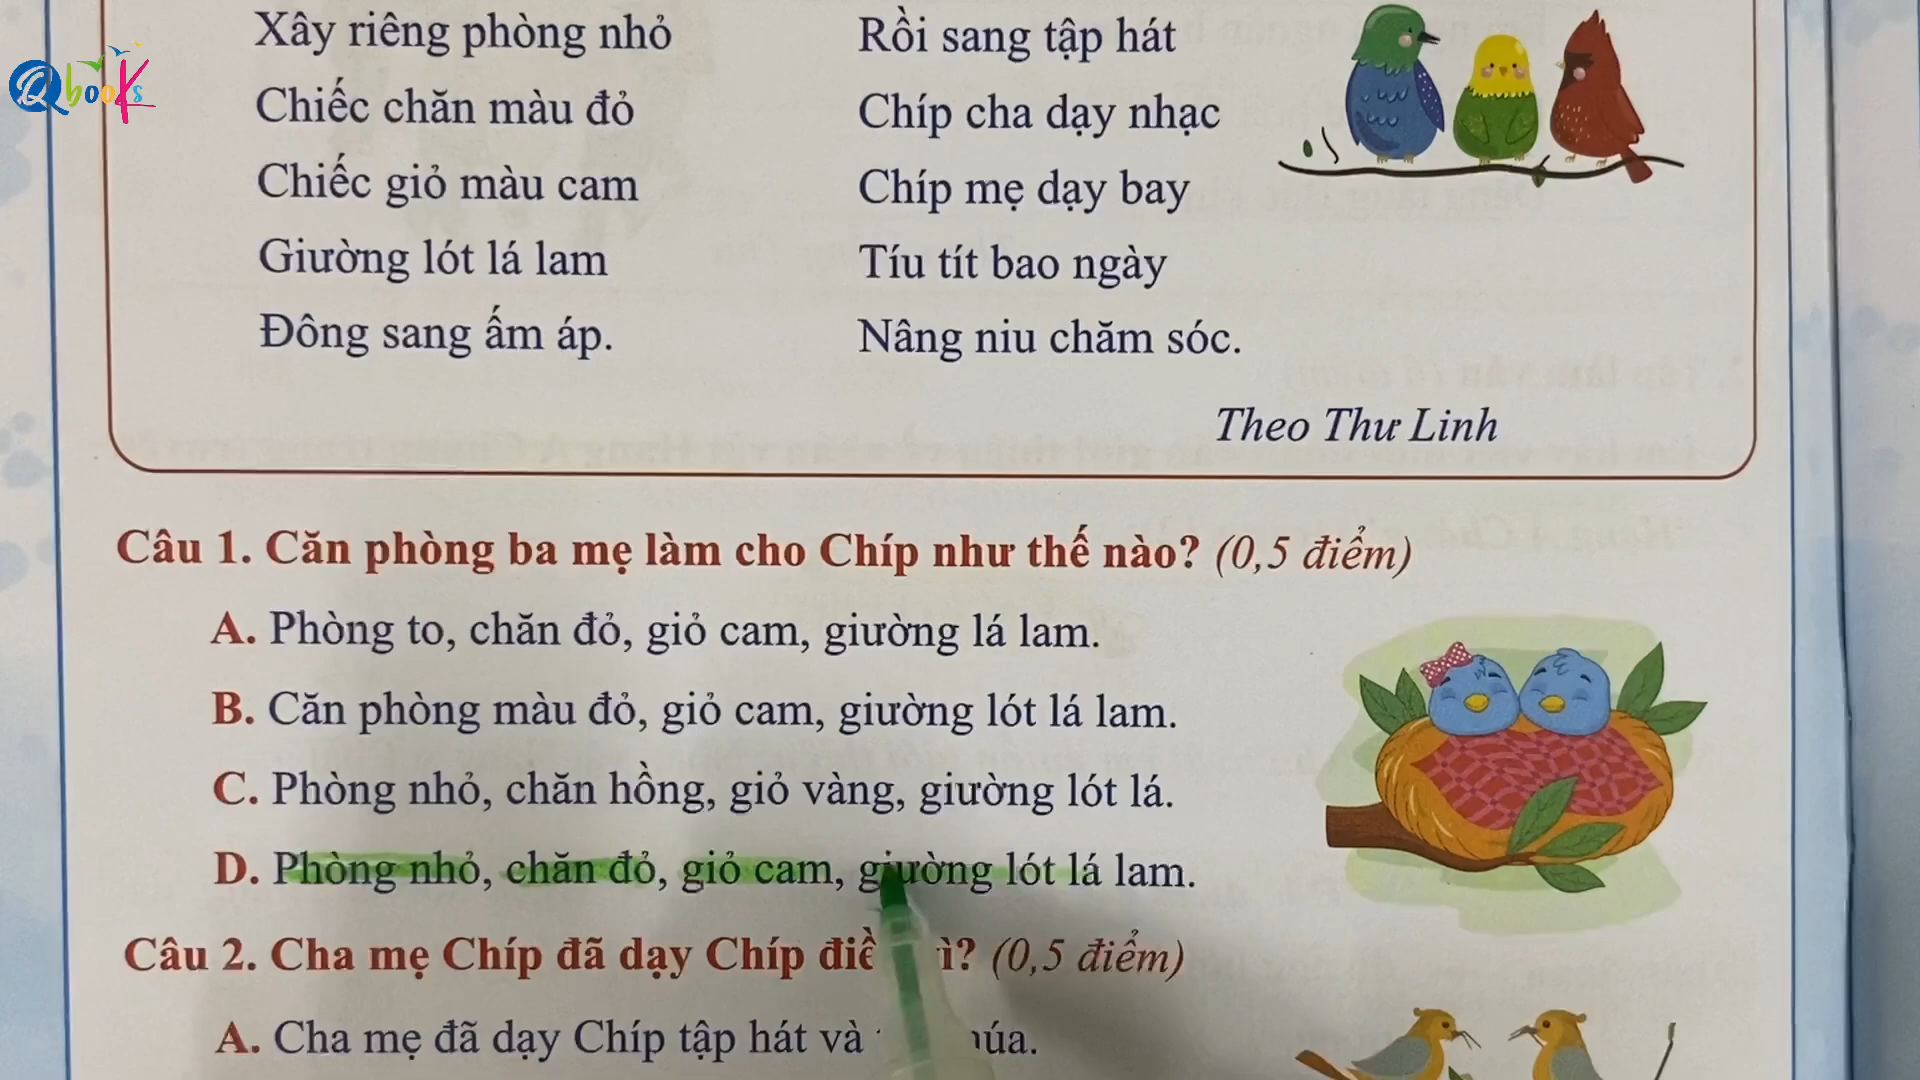 Qbooks
Xây riêng phòng nhỏ
Chiếc chăn màu đỏ
Chiếc giỏ màu cam
Giường lót lá lam
Đông sang ấm áp.
Rồi sang tập hát
Chíp cha dạy nhạc
Chíp mẹ dạy bay
Tíu tít bao ngày
Nâng niu chăm sóc.
Theo Thư Linh
Câu 1. Căn phòng ba mẹ làm cho Chíp như thế nào? (0,5 điểm)
A. Phòng to, chăn đỏ, giỏ cam, giường lá lam.
B. Căn phòng màu đỏ, giỏ cam, giường lót lá lam.
C. Phòng nhỏ, chăn hồng, giỏ vàng, giường lót lá.
D. Phòng nhỏ, chăn đỏ, giỏ cam, giường lót lá lam.
Câu 2. Cha mẹ Chíp đã dạy Chíp (0,5 điểm)
A. Cha mẹ đã dạy Chíp tập hát và